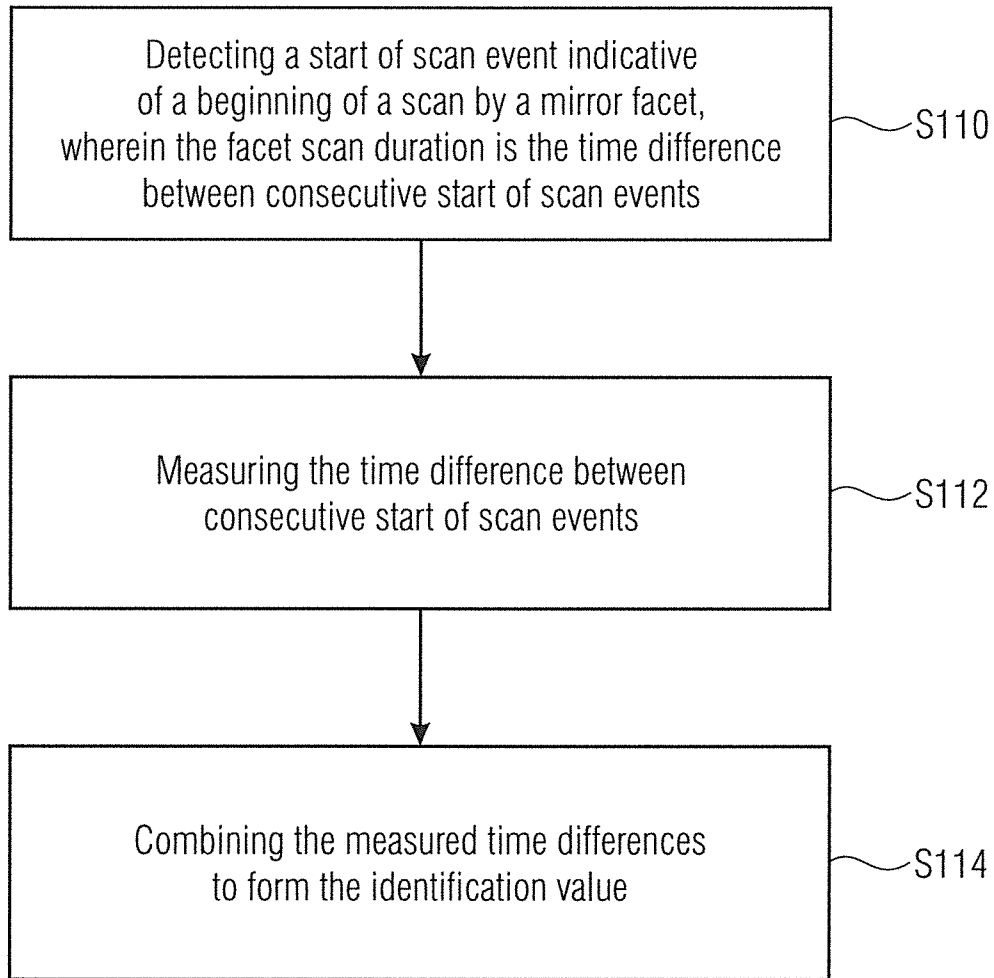 Detecting a start of scan event indicative
of a beginning of a scan by a mirror facet,
wherein the facet scan duration is the time difference
between consecutive start of scan events
S110
Measuring the time difference between
consecutive start of scan events
S112
Combining the measured time differences
to form the identification value
S114